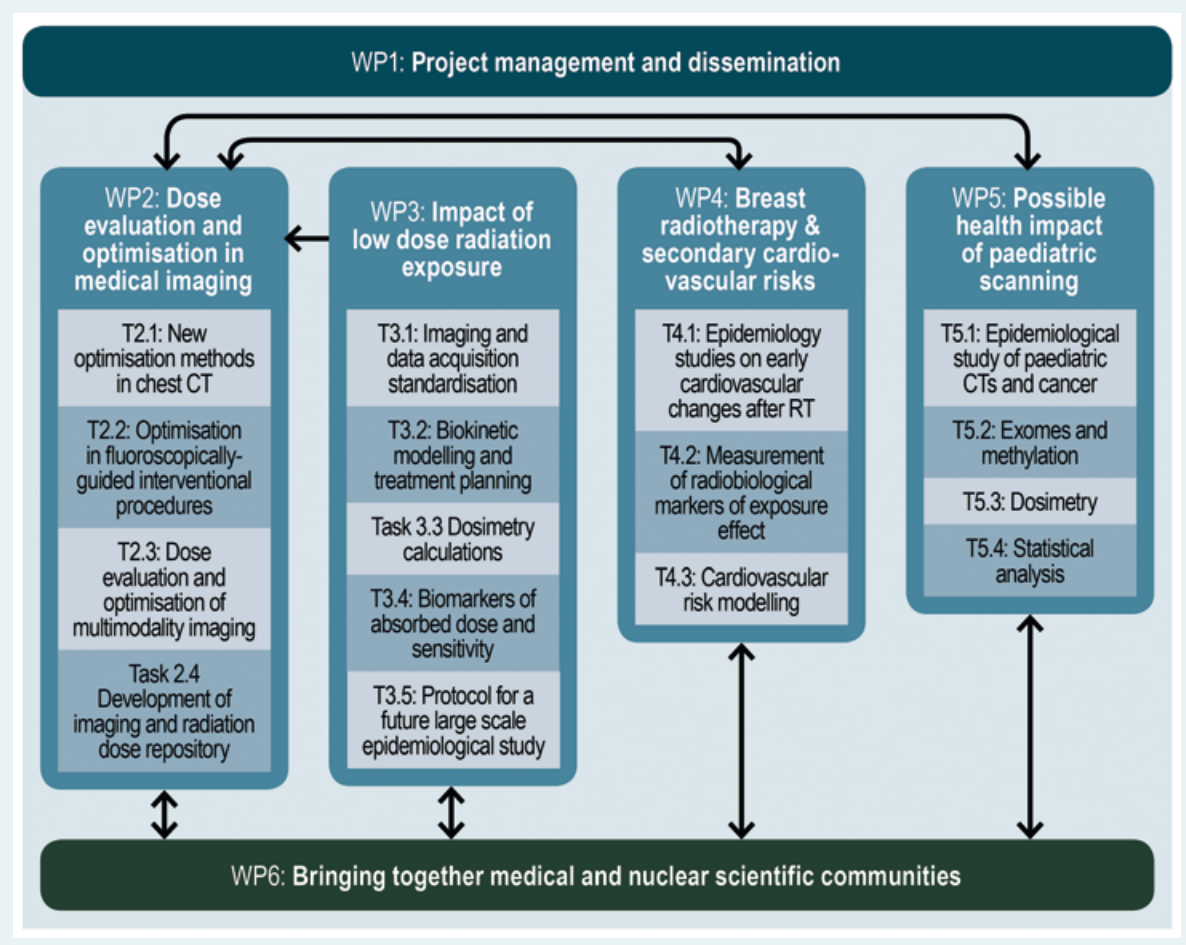 WP1: Project management and dissemination
WP2: Dose
evaluation and
optimisation in
medical imaging
T2.1: New
optimisation methods
in chest CT
T2.2: Optimisation
in fluoroscopically-
guided interventional
procedures
T2.3: Dose
evaluation and
optimisation of
multimodality imaging
Task 2.4
Development of
imaging and radiation
dose repository
WP3: Impact of
low dose radiation
exposure
T3.1: Imaging and
data acquisition
standardisation
T3.2: Biokinetic
modelling and
treatment planning
Task 3.3 Dosimetry
calculations
T3.4: Biomarkers of
absorbed dose and
sensitivity
T3.5: Protocol for a
future large scale
epidemiological study
WP4: Breast
radiotherapy &
secondary cardio-
vascular risks
T4.1: Epidemiology
studies on early
cardiovascular
changes after RT
T4.2: Measurement
of radiobiological
markers of exposure
effect
T4.3: Cardiovascular
risk modelling
WP5: Possible
health impact
of paediatric
scanning
T5.1: Epidemiological
study of paediatric
CTs and cancer
T5.2: Exomes and
methylation
T5.3: Dosimetry
T5.4: Statistical
analysis
WP6: Bringing together medical and nuclear scientific communities